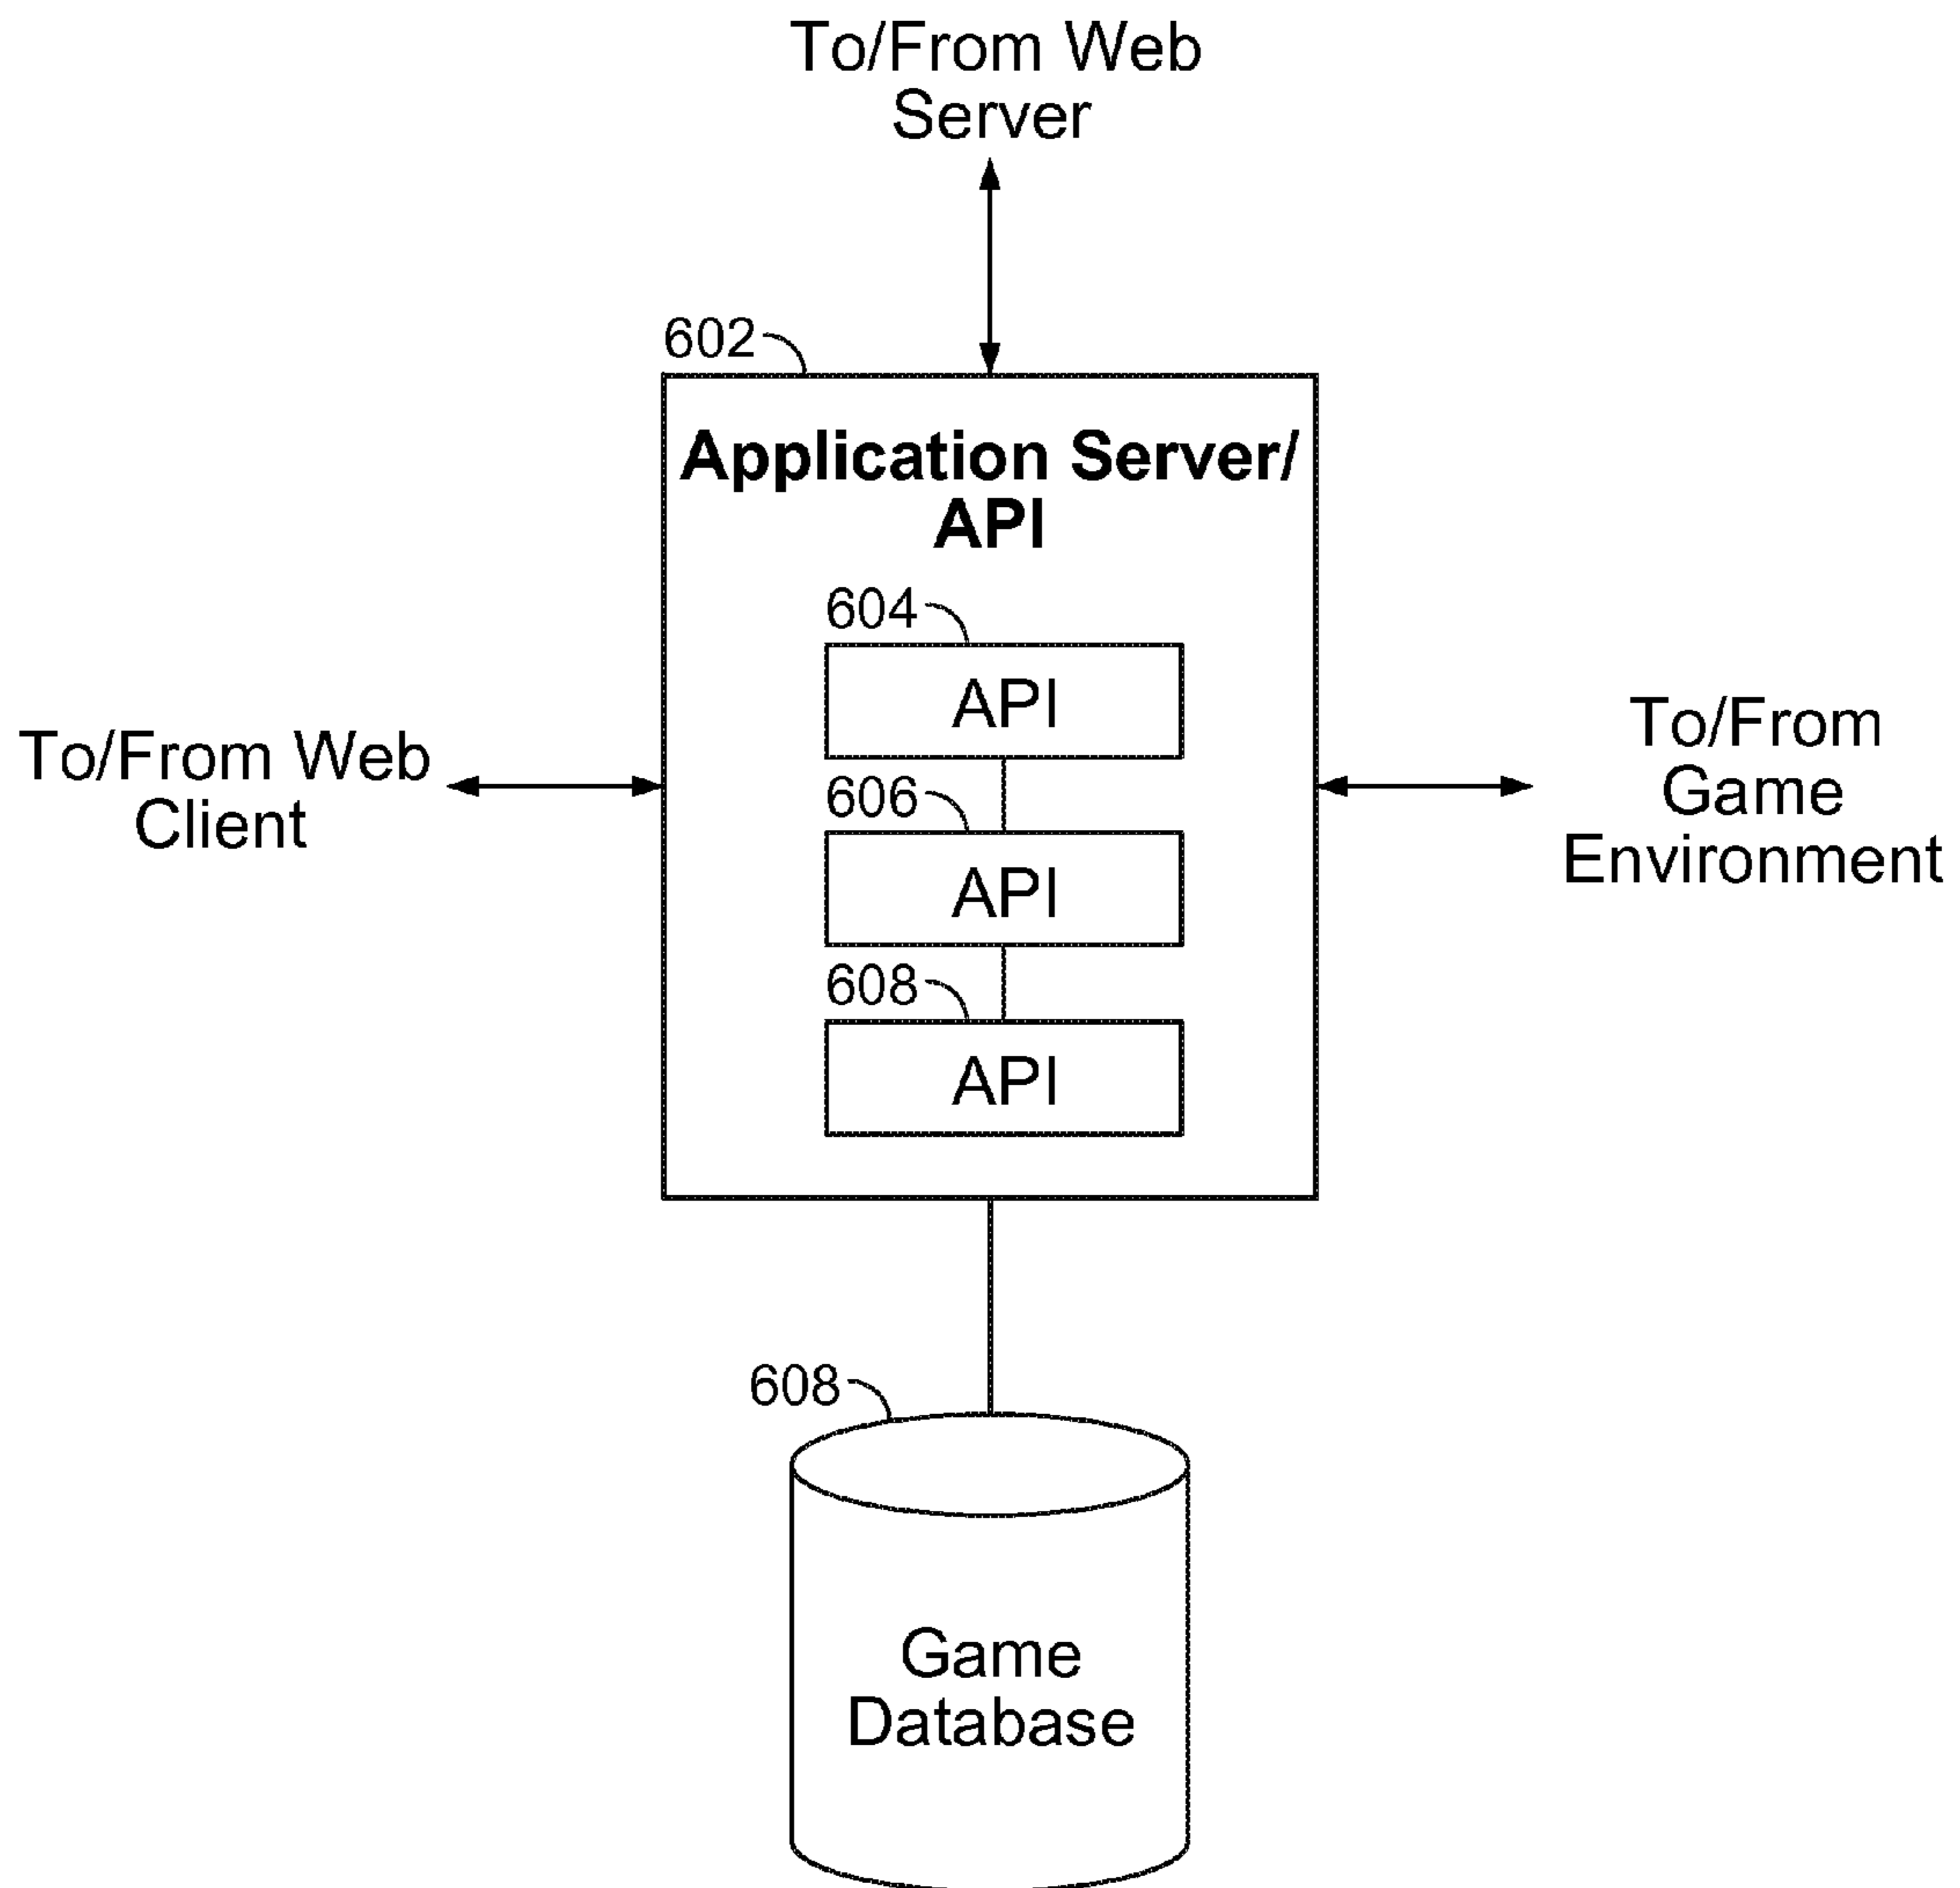 To/From Web
Server
602
Application Server/
API
604
API
To/From Web
Client
606
API
To/From
Game
Environment
608
API
608
Game
Database